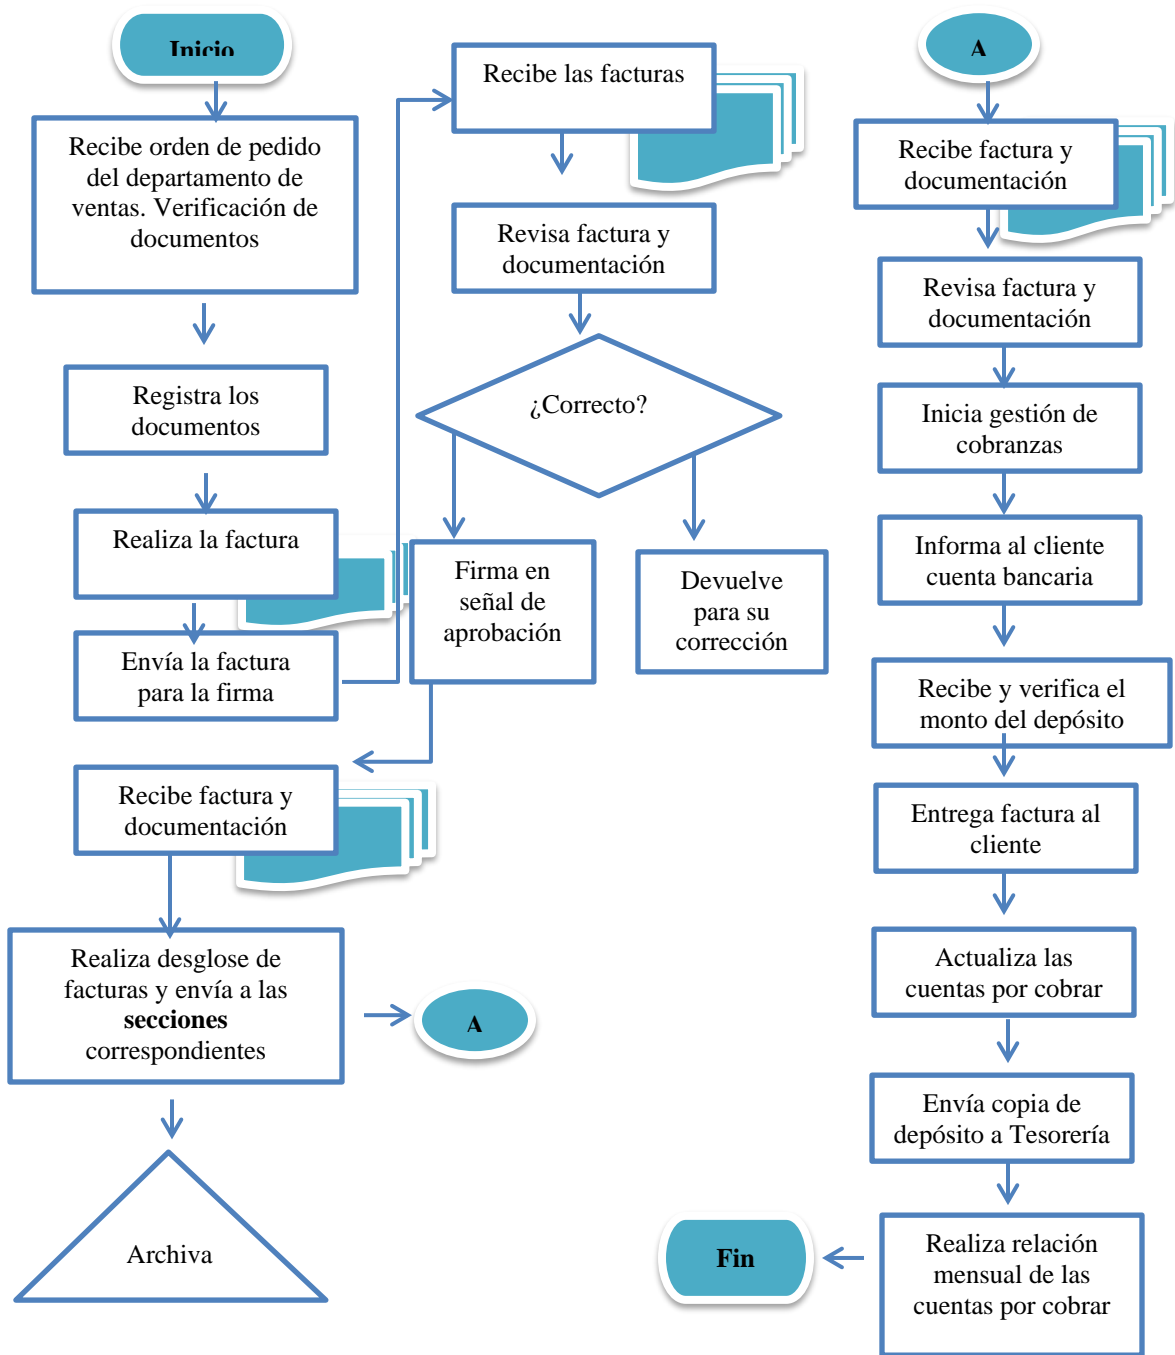 Inicio
Recibe orden de pedido
del departamento de
ventas. Verificación de
documentos
Registra los
documentos
Realiza la factura
Envía la factura
para la firma
Recibe las facturas
Revisa factura y
documentación
¿Correcto?
Firma en
señal de
aprobación
Devuelve
para su
corrección
Recibe factura y
documentación
Realiza desglose de
facturas y envía a las
secciones
correspondientes
A
Archiva
A
Recibe factura y
documentación
Revisa factura y
documentación
Inicia gestión de
cobranzas
Informa al cliente
cuenta bancaria
Recibe y verifica el
monto del depósito
Entrega factura al
cliente
Actualiza las
cuentas por cobrar
Envía copia de
depósito a Tesorería
Realiza relación
mensual de las
cuentas por cobrar
Fin